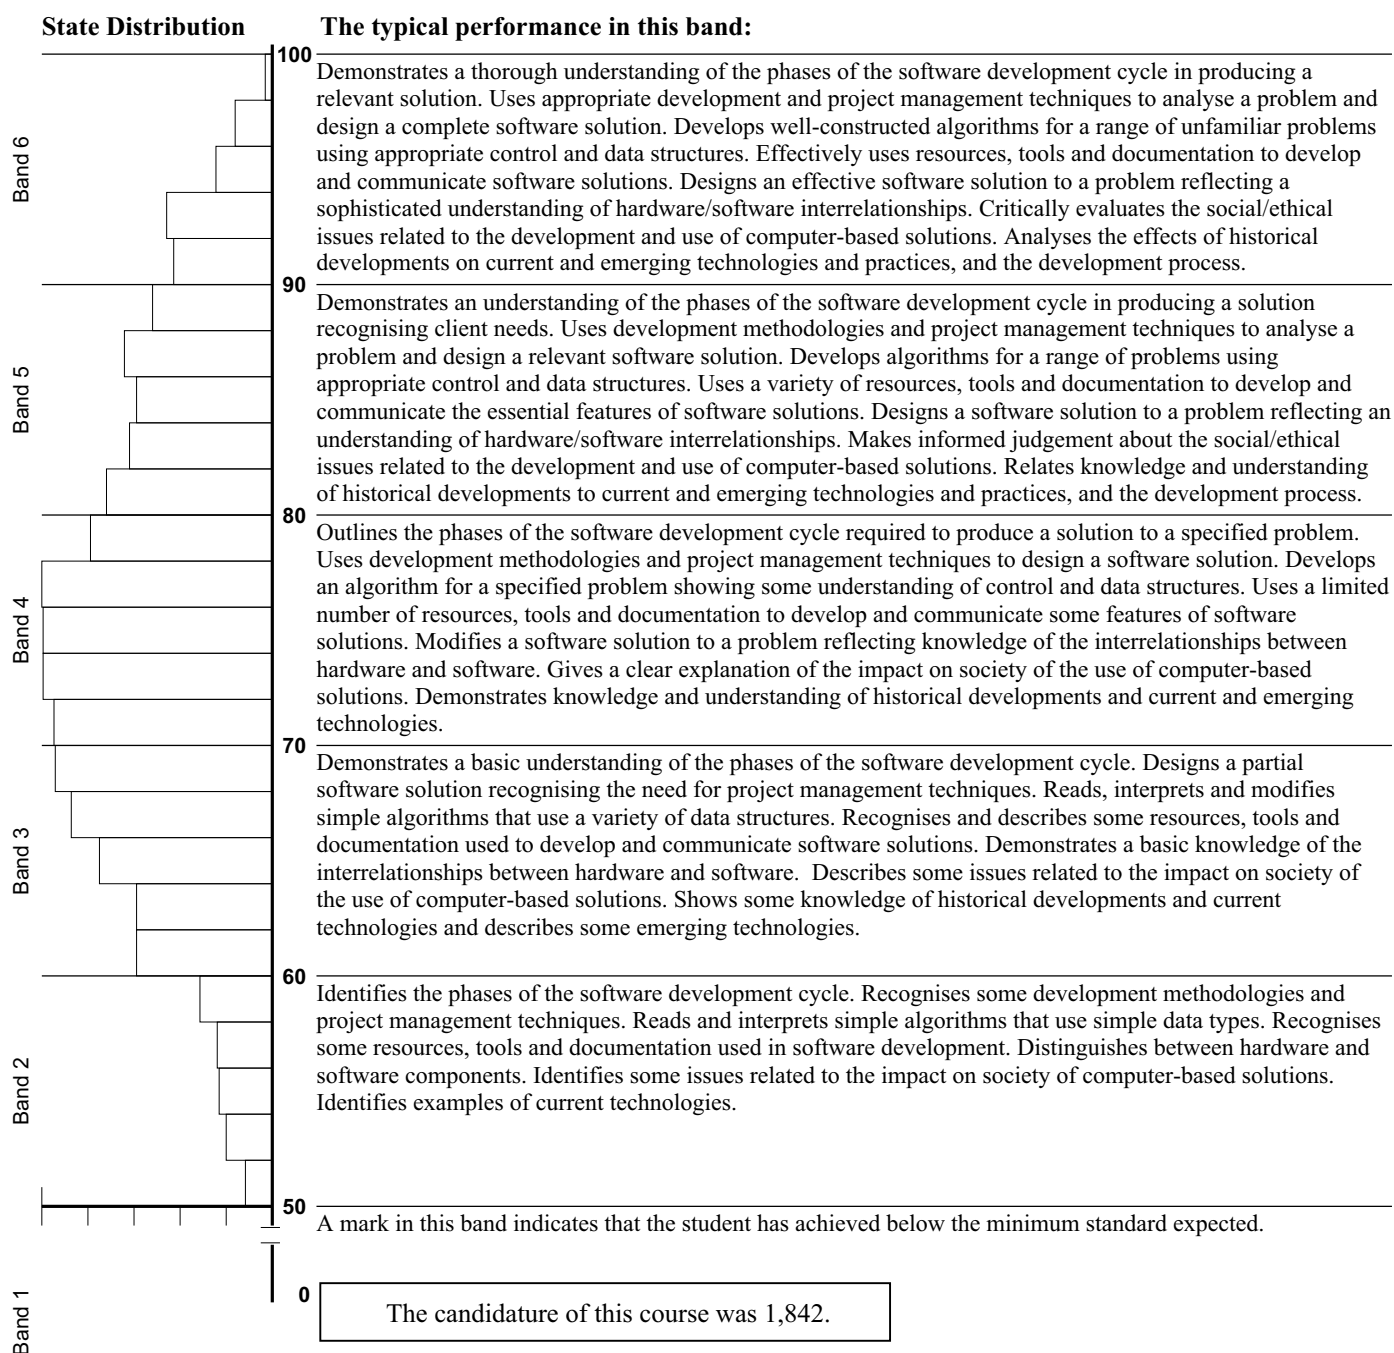 State Distribution
The typical performance in this band:
Band 6
100
Demonstrates a thorough understanding of the phases of the software development cycle in producing a
relevant solution. Uses appropriate development and project management techniques to analyse a problem and
design a complete software solution. Develops well-constructed algorithms for a range of unfamiliar problems
using appropriate control and data structures. Effectively uses resources, tools and documentation to develop
and communicate software solutions. Designs an effective software solution to a problem reflecting a
sophisticated understanding of hardware/software interrelationships. Critically evaluates the social/ethical
issues related to the development and use of computer-based solutions. Analyses the effects of historical
developments on current and emerging technologies and practices, and the development process.
Band 5
90
Demonstrates an understanding of the phases of the software development cycle in producing a solution
recognising client needs. Uses development methodologies and project management techniques to analyse a
problem and design a relevant software solution. Develops algorithms for a range of problems using
appropriate control and data structures. Uses a variety of resources, tools and documentation to develop and
communicate the essential features of software solutions. Designs a software solution to a problem reflecting an
understanding of hardware/software interrelationships. Makes informed judgement about the social/ethical
issues related to the development and use of computer-based solutions. Relates knowledge and understanding
of historical developments to current and emerging technologies and practices, and the development process.
Band 4
80
Outlines the phases of the software development cycle required to produce a solution to a specified problem.
Uses development methodologies and project management techniques to design a software solution. Develops
an algorithm for a specified problem showing some understanding of control and data structures. Uses a limited
number of resources, tools and documentation to develop and communicate some features of software
solutions. Modifies a software solution to a problem reflecting knowledge of the interrelationships between
hardware and software. Gives a clear explanation of the impact on society of the use of computer-based
solutions. Demonstrates knowledge and understanding of historical developments and current and emerging
technologies.
Band 3
70
Demonstrates a basic understanding of the phases of the software development cycle. Designs a partial
software solution recognising the need for project management techniques. Reads, interprets and modifies
simple algorithms that use a variety of data structures. Recognises and describes some resources, tools and
documentation used to develop and communicate software solutions. Demonstrates a basic knowledge of the
interrelationships between hardware and software.  Describes some issues related to the impact on society of
the use of computer-based solutions. Shows some knowledge of historical developments and current
technologies and describes some emerging technologies.
Band 2
60
Identifies the phases of the software development cycle. Recognises some development methodologies and
project management techniques. Reads and interprets simple algorithms that use simple data types. Recognises
some resources, tools and documentation used in software development. Distinguishes between hardware and
software components. Identifies some issues related to the impact on society of computer-based solutions.
Identifies examples of current technologies.
Band 1
50
A mark in this band indicates that the student has achieved below the minimum standard expected.
0
The candidature of this course was 1,842.